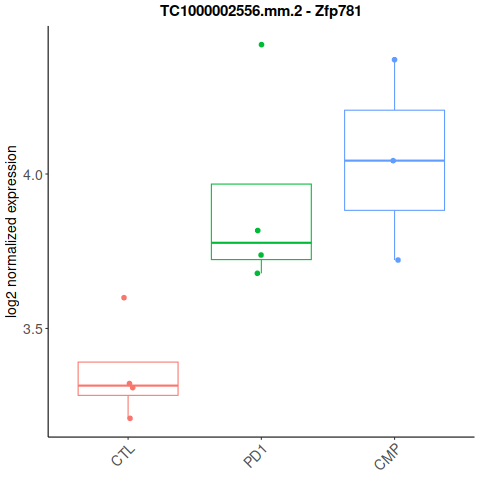 TC1000002556.mm.2 - Zfp781
log2 normalized expression
4.0
3.5
CTL
PD1
CMP